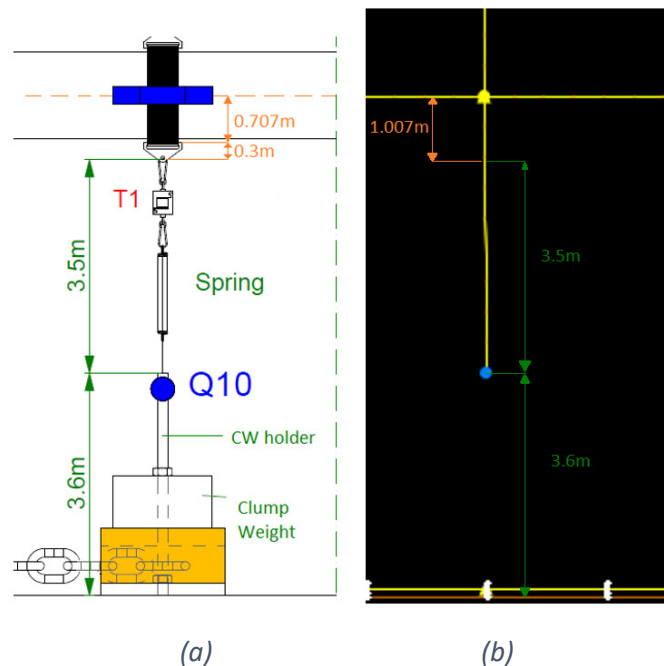 0.707m
0.3m
T1
3.5m
Spring
Q10
3.6m
CW holder
Clump
Weight
(a)
1.007m
3.5m
3.6m
(b)